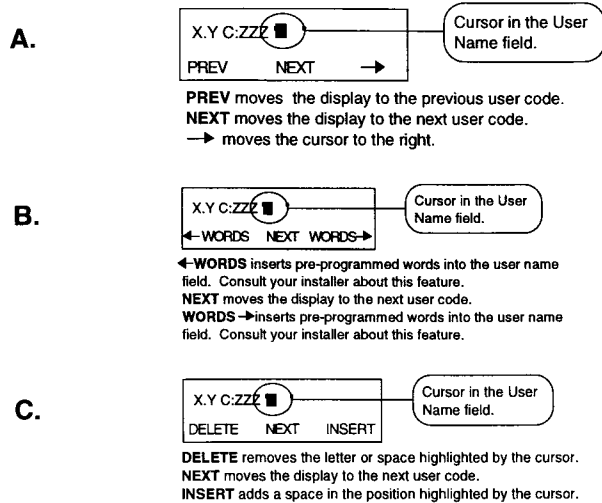 A.
X.Y C:ZZZ
Cursor in the User
Name field.
PREV NEXT →
PREV moves the display to the previous user code.
NEXT moves the display to the next user code.
→ moves the cursor to the right.
B.
X.Y C:ZZZ
Cursor in the User
Name field.
←WORDS NEXT WORDS→
←WORDS inserts pre-programmed words into the user name
field. Consult your installer about this feature.
NEXT moves the display to the next user code.
WORDS →inserts pre-programmed words into the user name
field. Consult your installer about this feature.
C.
X.Y C:ZZZ
Cursor in the User
Name field.
DELETE NEXT INSERT
DELETE removes the letter or space highlighted by the cursor.
NEXT moves the display to the next user code.
INSERT adds a space in the position highlighted by the cursor.